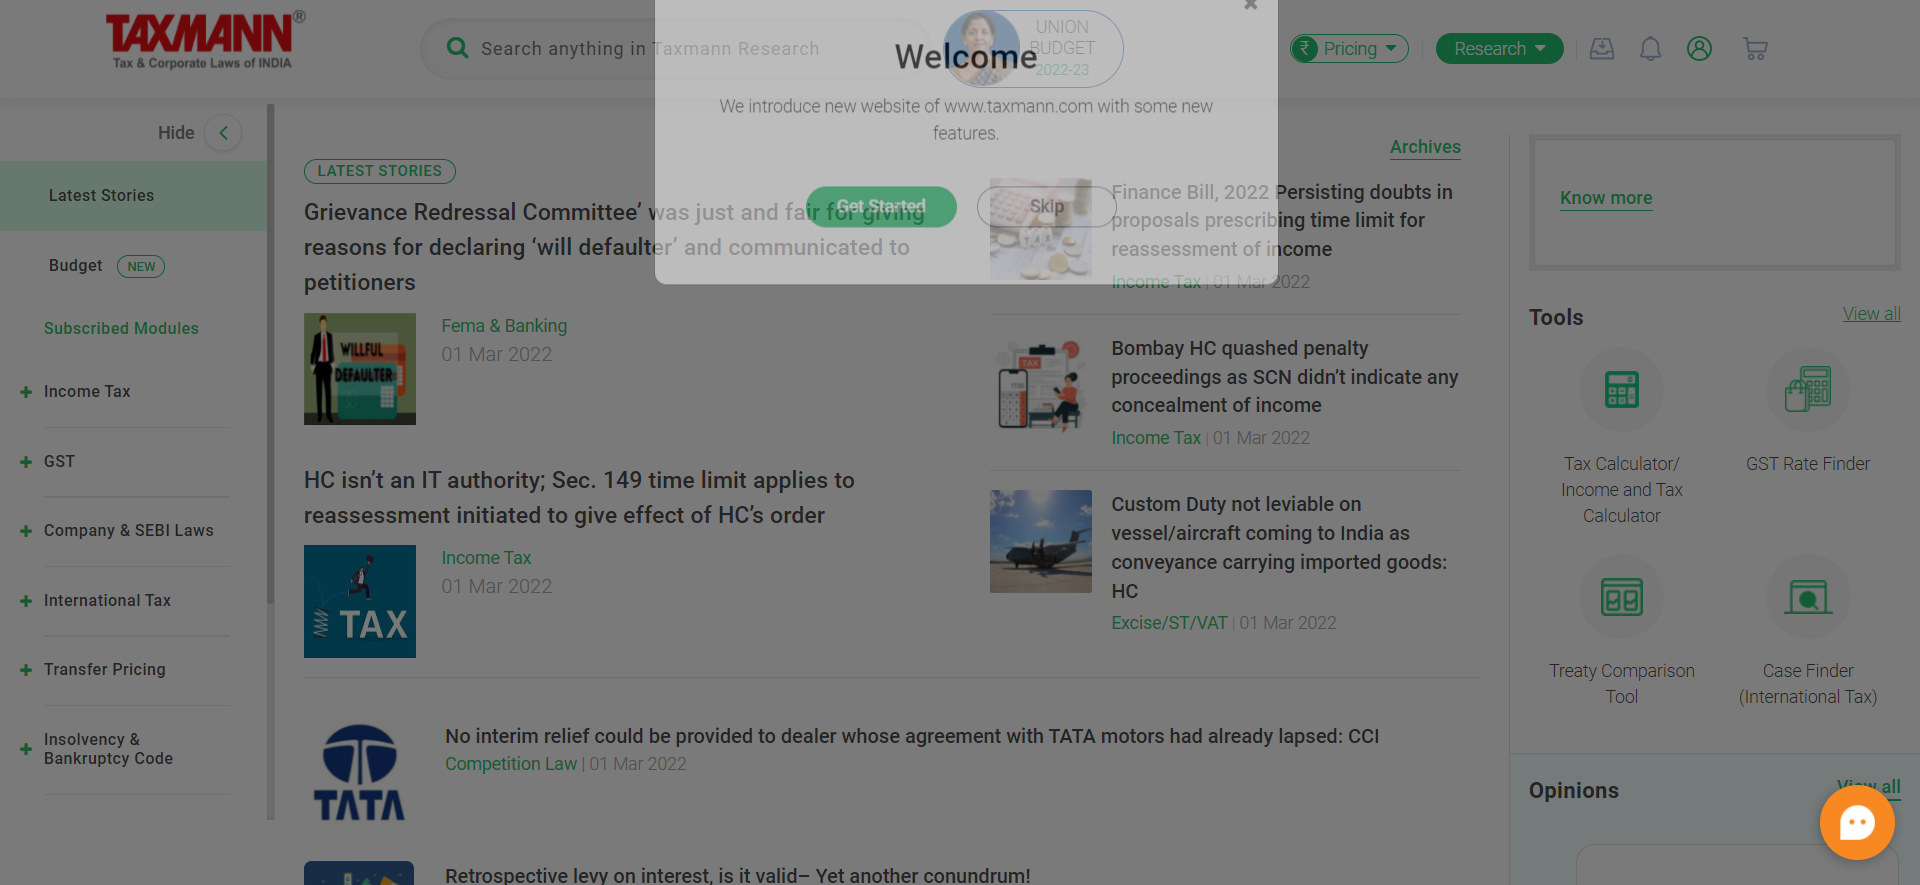 TAXMANN®
Tax & Corporate Laws of INDIA
Search anything in Taxmann Research
UNION
BUDGET
2022-23
₹ Pricing
Research
Welcome
We introduce new website of www.taxmann.com with some new
features.
Get Started
Skip
Hide
Latest Stories
Budget NEW
Subscribed Modules
Income Tax
GST
Company & SEBI Laws
International Tax
Transfer Pricing
Insolvency &
Bankruptcy Code
LATEST STORIES
Archives
Grievance Redressal Committee’ was just and fair for giving
reasons for declaring ‘will defaulter’ and communicated to
petitioners
WILLFUL
DEFAULTER
Fema & Banking
01 Mar 2022
HC isn’t an IT authority; Sec. 149 time limit applies to
reassessment initiated to give effect of HC’s order
TAX
Income Tax
01 Mar 2022
TAX
Finance Bill, 2022 Persisting doubts in
proposals prescribing time limit for
reassessment of income
Income Tax | 01 Mar 2022
TAX
Bombay HC quashed penalty
proceedings as SCN didn’t indicate any
concealment of income
Income Tax | 01 Mar 2022
Custom Duty not leviable on
vessel/aircraft coming to India as
conveyance carrying imported goods:
HC
Excise/ST/VAT | 01 Mar 2022
TATA
No interim relief could be provided to dealer whose agreement with TATA motors had already lapsed: CCI
Competition Law | 01 Mar 2022
Retrospective levy on interest, is it valid– Yet another conundrum!
Know more
Tools
View all
Tax Calculator/
Income and Tax
Calculator
GST Rate Finder
Treaty Comparison
Tool
Case Finder
(International Tax)
Opinions
View all